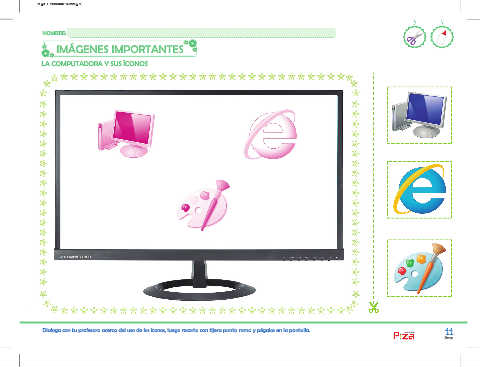 NOMBRE:
IMÁGENES IMPORTANTES
LA COMPUTADORA Y SUS ÍCONOS
Dialoga con tu profesora acerca del uso de los íconos, luego recorta con tijera punta roma y pégalos en la pantalla.
Pizá
11